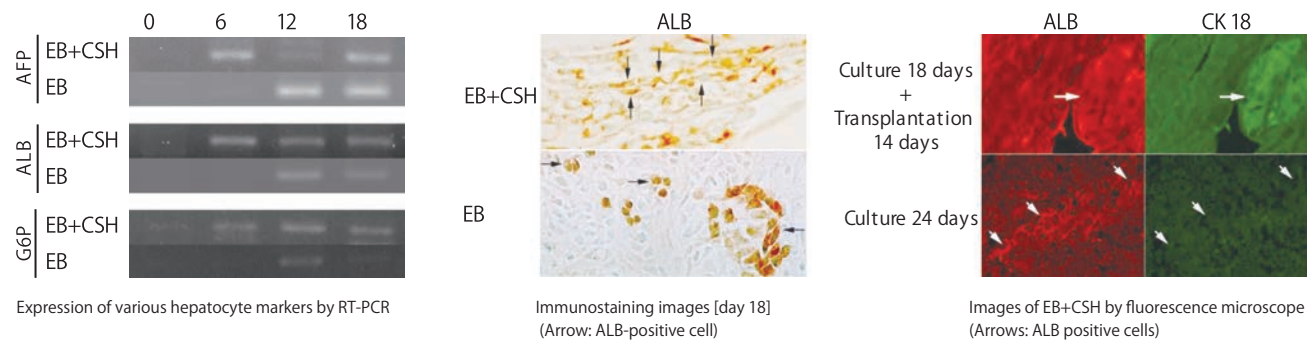 0 6 12 18
AFP
EB+CSH
EB
ALB
EB+CSH
EB
G6P
EB+CSH
EB
Expression of various hepatocyte markers by RT-PCR
ALB
EB+CSH
EB
Immunostaining images [day 18]
(Arrow: ALB-positive cell)
ALB CK 18
Culture 18 days
+
Transplantation
14 days
Culture 24 days
Images of EB+CSH by fluorescence microscope
(Arrows: ALB positive cells)